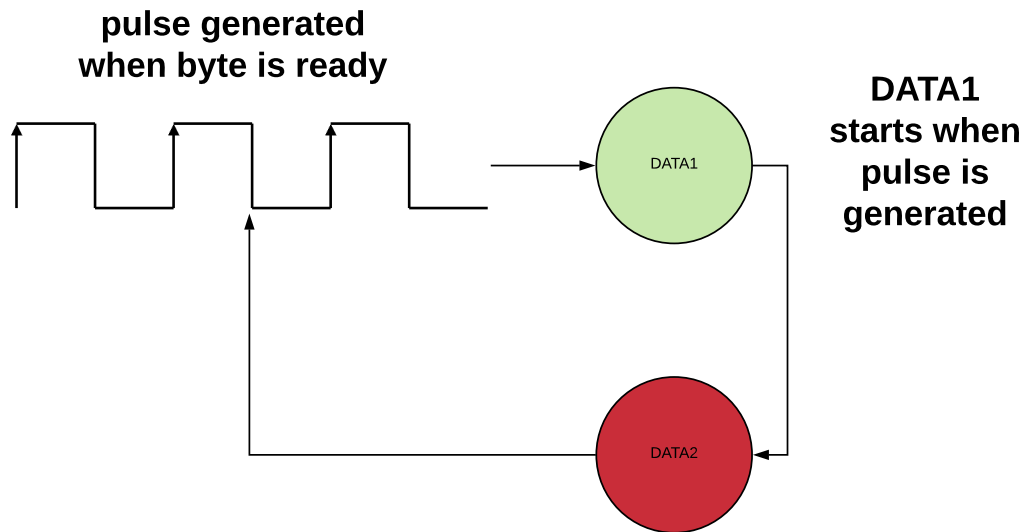 pulse generated
when byte is ready
DATA1
DATA1
starts when
pulse is
generated
DATA2